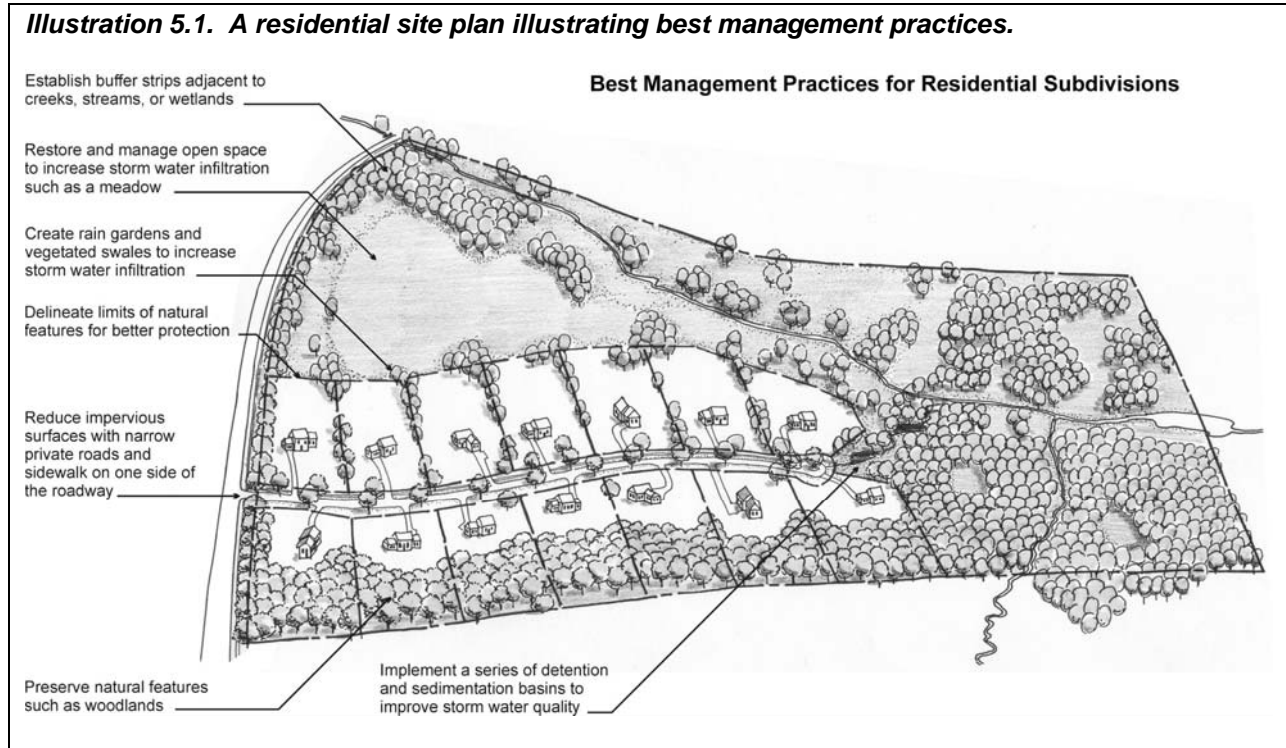 Illustration 5.1. A residential site plan illustrating best management practices.
Best Management Practices for Residential Subdivisions
Establish buffer strips adjacent to
creeks, streams, or wetlands
Restore and manage open space
to increase storm water infiltration
such as a meadow
Create rain gardens and
vegetated swales to increase
storm water infiltration
Delineate limits of natural
features for better protection
Reduce impervious
surfaces with narrow
private roads and
sidewalk on one side of
the roadway
Preserve natural features
such as woodlands
Implement a series of detention
and sedimentation basins to
improve storm water quality